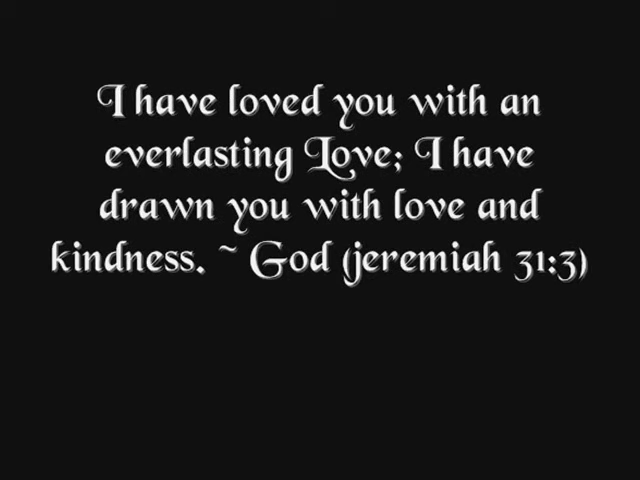 I have loved you with an
everlasting Love; I have
drawn you with love and
kindness. ~ God (jeremiah 31:3)